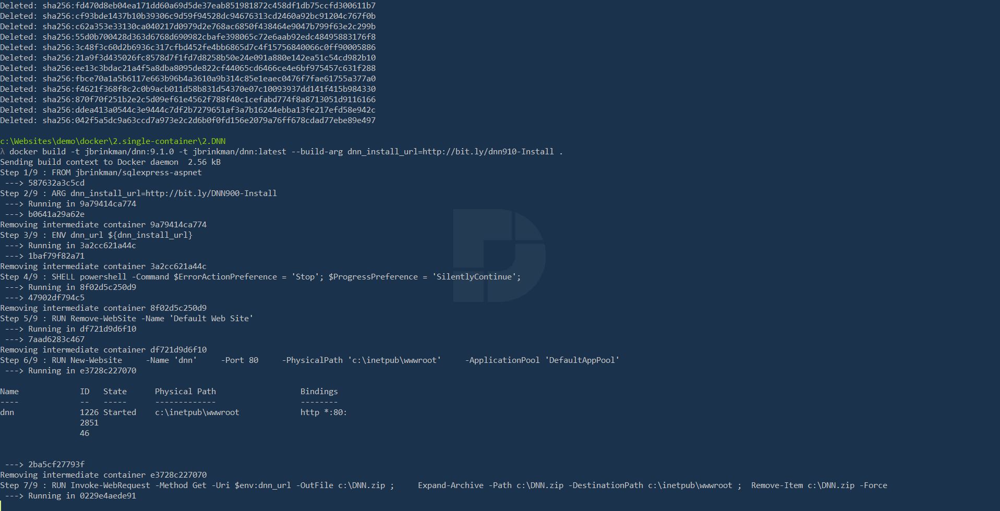 Deleted: sha256:fd470d8eb04ea171dd60a69d5de37eab851981872c458df1db75ccfd300611b7
Deleted: sha256:cf93bde1437b10b39306c9d59f94528dc94676313cd2460a92bc91204c767f0b
Deleted: sha256:c62a353e33130ca040217d0979d2e768ac6850f438464e9047b799f63e2c299b
Deleted: sha256:55d0b700428d363d6768d690982cbafe398065c72e6aab92edc48495883176f8
Deleted: sha256:3c48f3c60d2b6936c317cfbd452fe4bb6865d7c4f15756840066c0ff90005886
Deleted: sha256:21a9f3d435026fc8578d7f1fd7d8258b50e24e091a880e142ea51c54cd982b10
Deleted: sha256:ee13c3bdac21a4f5a8dba8095de822cf44065cd6466ce4e6bf975457c631f288
Deleted: sha256:fbce70a1a5b6117e663b96b4a3610a9b314c85e1eaec0476f7fae61755a377a0
Deleted: sha256:f4621f368f8c2c0b9acb011d58b831d54370e07c10093937dd141f415b984330
Deleted: sha256:870f70f251b2e2c5d09ef61e4562f788f40c1cefabd774f8a8713051d9116166
Deleted: sha256:ddea413a0544c3e9444c7df2b7279651af3a7b16244ebba13fe217efd58e942c
Deleted: sha256:042f5a5dc9a63ccd7a973e2c2d6b0f0fd156e2079a76ff678cdad77ebe89e497
c:\Websites\demo\docker\2.single-container\2.DNN
λ docker build -t jbrinkman/dnn:9.1.0 -t jbrinkman/dnn:latest --build-arg dnn_install_url=http://bit.ly/dnn910-Install .
Sending build context to Docker daemon  2.56 kB
Step 1/9 : FROM jbrinkman/sqlexpress-aspnet
 ---> 587632a3c5cd
Step 2/9 : ARG dnn_install_url=http://bit.ly/DNN900-Install
 ---> Running in 9a79414ca774
 ---> b0641a29a62e
Removing intermediate container 9a79414ca774
Step 3/9 : ENV dnn_url ${dnn_install_url}
 ---> Running in 3a2cc621a44c
 ---> 1baf79f82a71
Removing intermediate container 3a2cc621a44c
Step 4/9 : SHELL powershell -Command $ErrorActionPreference = 'Stop'; $ProgressPreference = 'SilentlyContinue';
 ---> Running in 8f02d5c250d9
 ---> 47902df794c5
Removing intermediate container 8f02d5c250d9
Step 5/9 : RUN Remove-WebSite -Name 'Default Web Site'
 ---> Running in df721d9d6f10
 ---> 7aad6283c467
Removing intermediate container df721d9d6f10
Step 6/9 : RUN New-Website     -Name 'dnn'     -Port 80     -PhysicalPath 'c:\inetpub\wwwroot'     -ApplicationPool 'DefaultAppPool'
 ---> Running in e3728c227070
Name             ID   State      Physical Path                  Bindings
----             --   -----      -------------                  --------
dnn              1226 Started    c:\inetpub\wwwroot             http *:80:
                 2851
                 46
 ---> 2ba5cf27793f
Removing intermediate container e3728c227070
Step 7/9 : RUN Invoke-WebRequest -Method Get -Uri $env:dnn_url -OutFile c:\DNN.zip ;     Expand-Archive -Path c:\DNN.zip -DestinationPath c:\inetpub\wwwroot ;  Remove-Item c:\DNN.zip -Force
 ---> Running in 0229e4aede91